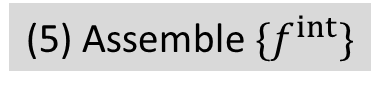 (5) Assemble {f^int}